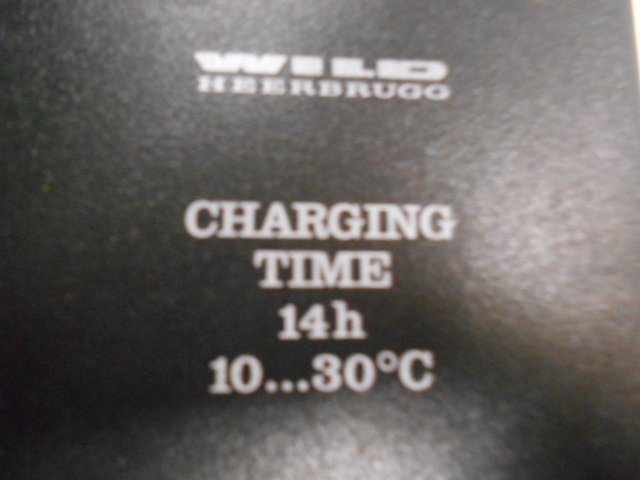 WILD
HEERBRUGG
CHARGING
TIME
14h
10...30°C